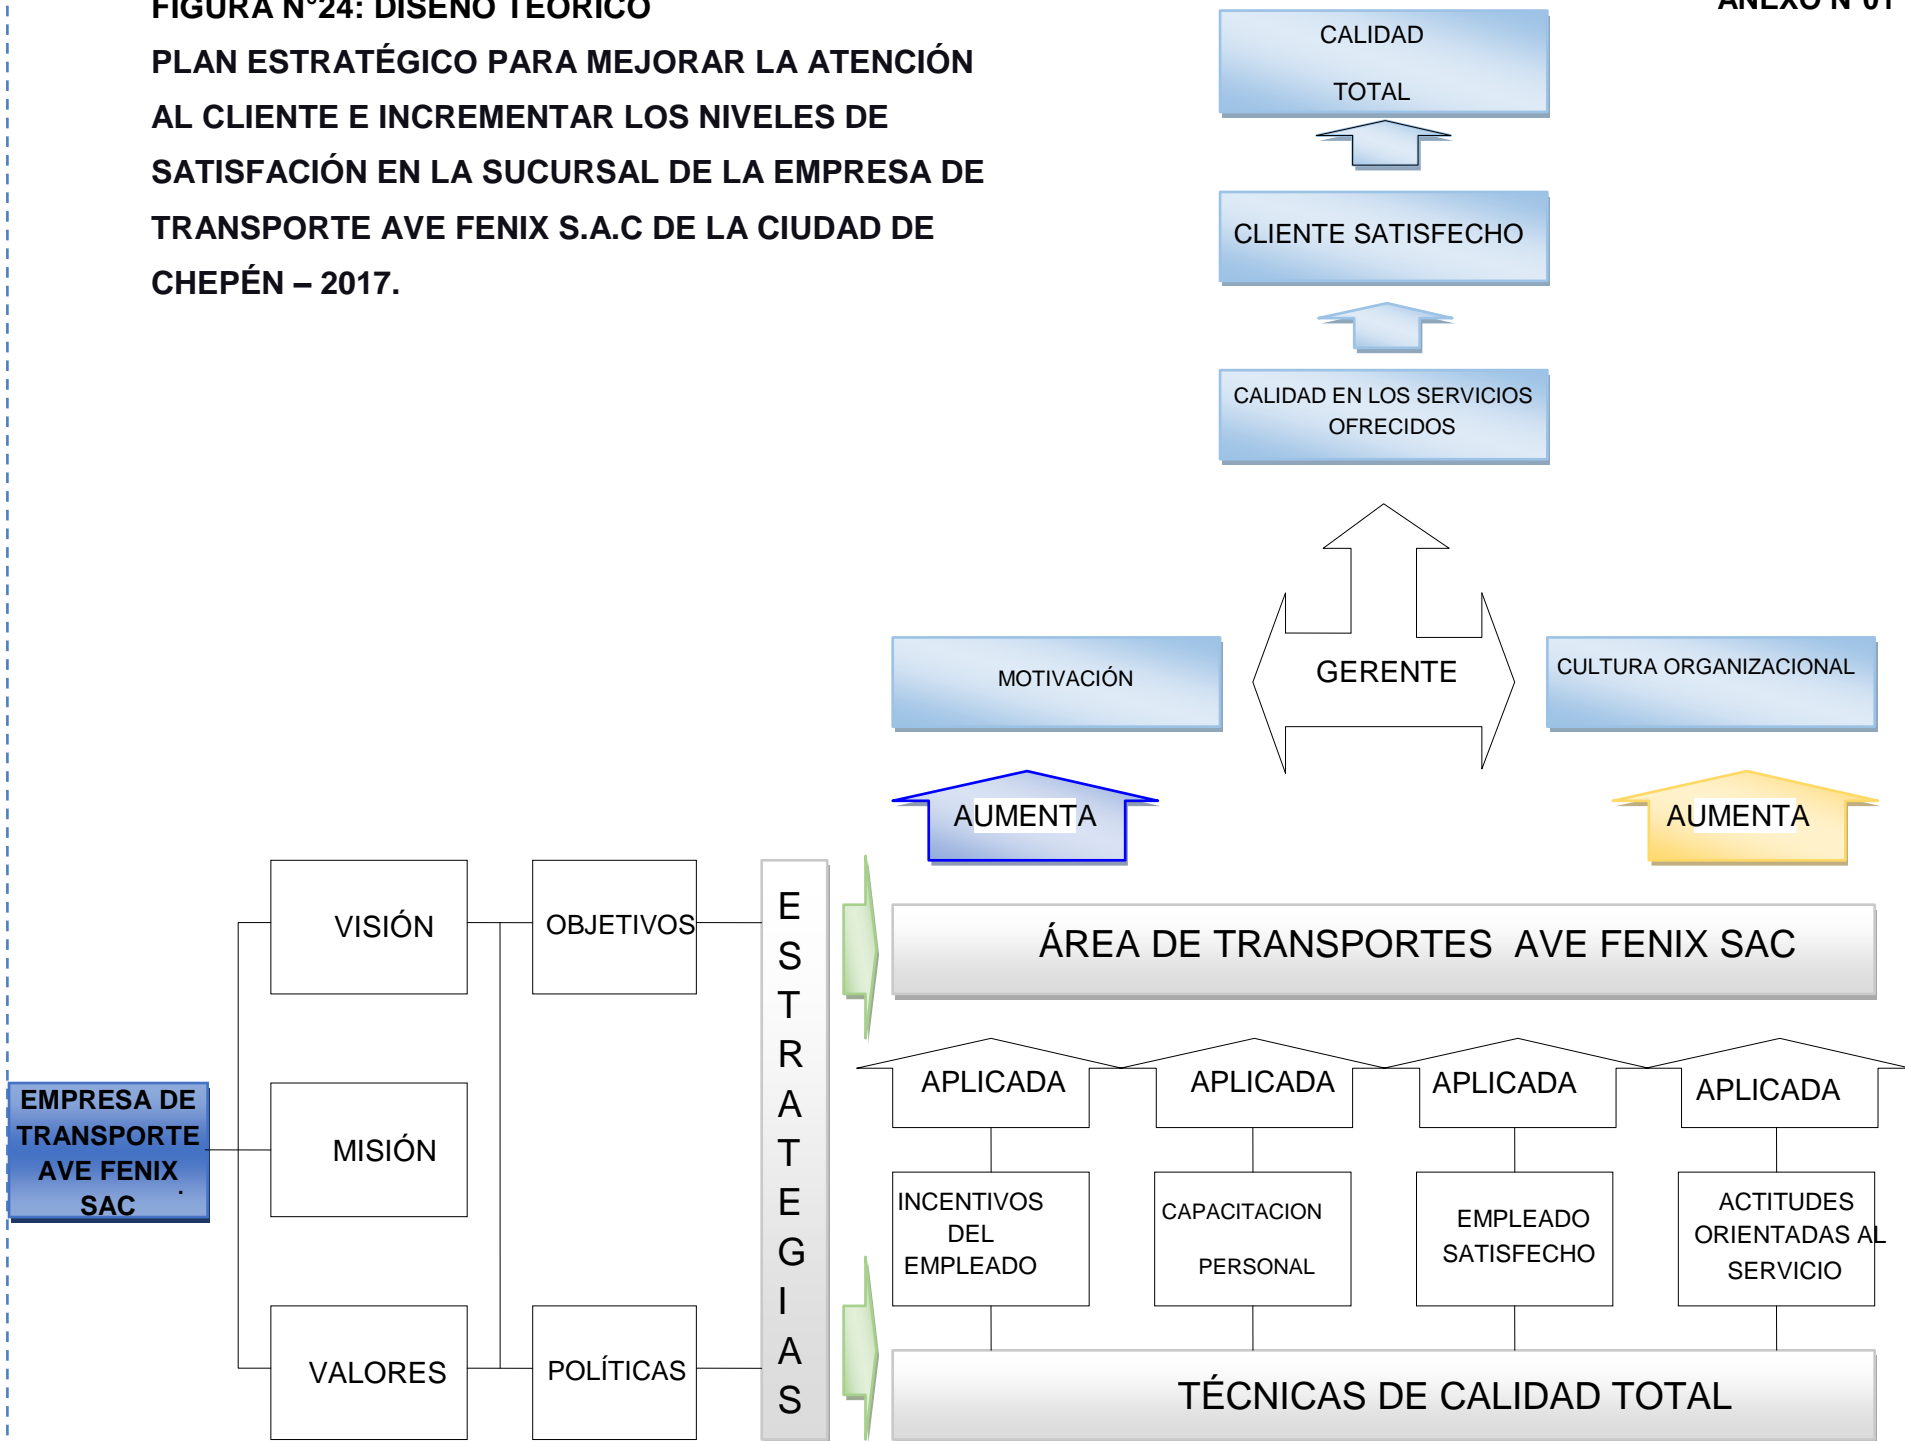 FIGURA N°24: DISEÑO TEÓRICO
ANEXO N°01
PLAN ESTRATÉGICO PARA MEJORAR LA ATENCIÓN
AL CLIENTE E INCREMENTAR LOS NIVELES DE
SATISFACIÓN EN LA SUCURSAL DE LA EMPRESA DE
TRANSPORTE AVE FENIX S.A.C DE LA CIUDAD DE
CHEPÉN – 2017.
CALIDAD
TOTAL
CLIENTE SATISFECHO
CALIDAD EN LOS SERVICIOS
OFRECIDOS
MOTIVACIÓN
GERENTE
CULTURA ORGANIZACIONAL
AUMENTA
AUMENTA
EMPRESA DE
TRANSPORTE
AVE FENIX
SAC
.
VISIÓN
MISIÓN
VALORES
OBJETIVOS
POLÍTICAS
E
S
T
R
A
T
E
G
I
A
S
ÁREA DE TRANSPORTES AVE FENIX SAC
APLICADA
APLICADA
APLICADA
APLICADA
INCENTIVOS
DEL
EMPLEADO
CAPACITACION
PERSONAL
EMPLEADO
SATISFECHO
ACTITUDES
ORIENTADAS AL
SERVICIO
TÉCNICAS DE CALIDAD TOTAL